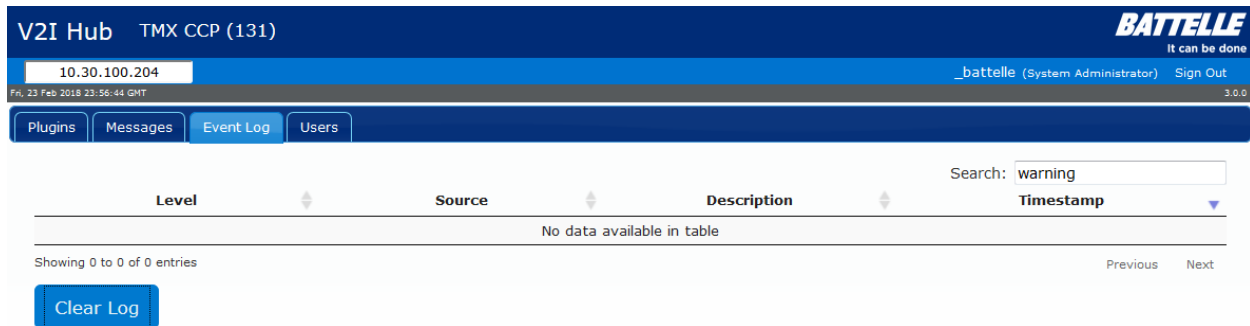 V2I Hub TMX CCP (131)
BATTELLE
It can be done
10.30.100.204
_battelle (System Administrator) Sign Out
Fri, 23 Feb 2018 23:56:44 GMT
3.0.0
Plugins Messages Event Log Users
Search: warning
Level Source Description Timestamp
No data available in table
Showing 0 to 0 of 0 entries
Previous Next
Clear Log